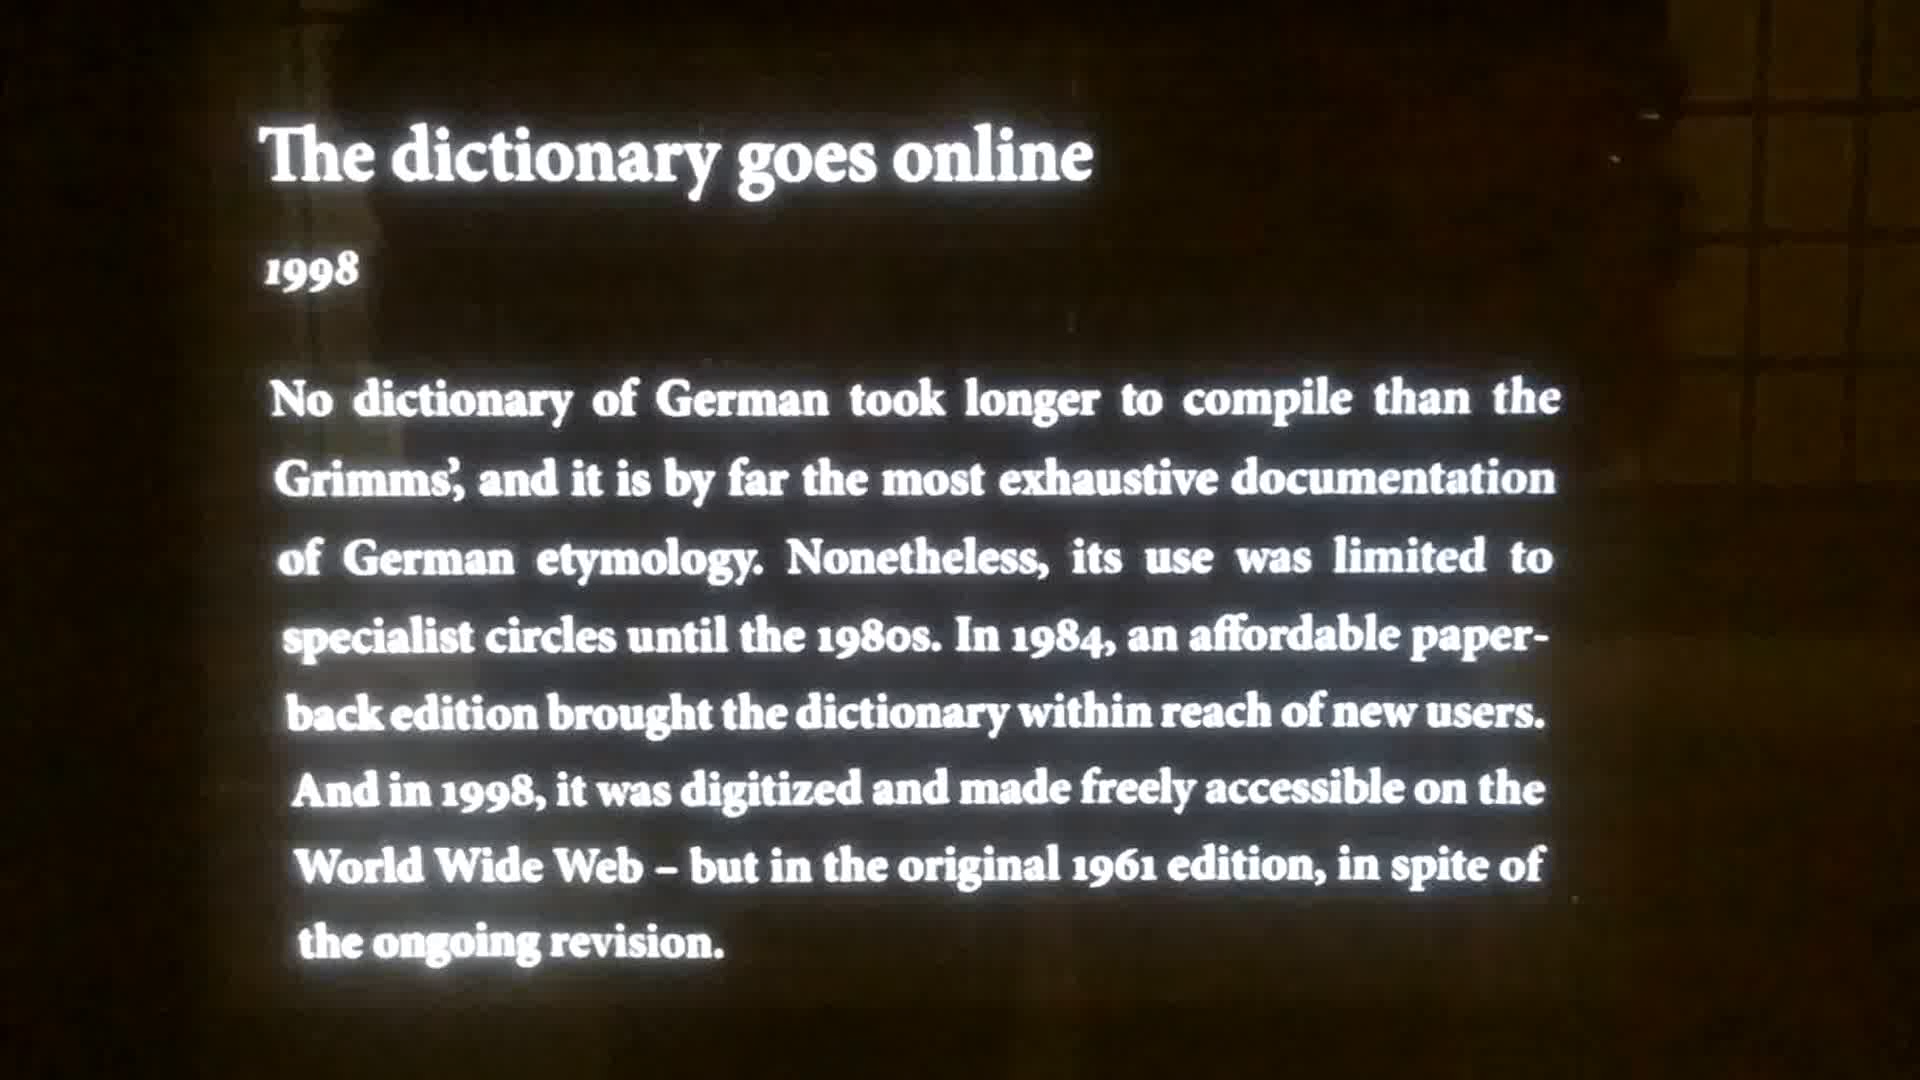 The dictionary goes online
1998
No dictionary of German took longer to compile than the
Grimms’, and it is by far the most exhaustive documentation
of German etymology. Nonetheless, its use was limited to
specialist circles until the 1980s. In 1984, an affordable paper-
back edition brought the dictionary within reach of new users.
And in 1998, it was digitized and made freely accessible on the
World Wide Web – but in the original 1961 edition, in spite of
the ongoing revision.